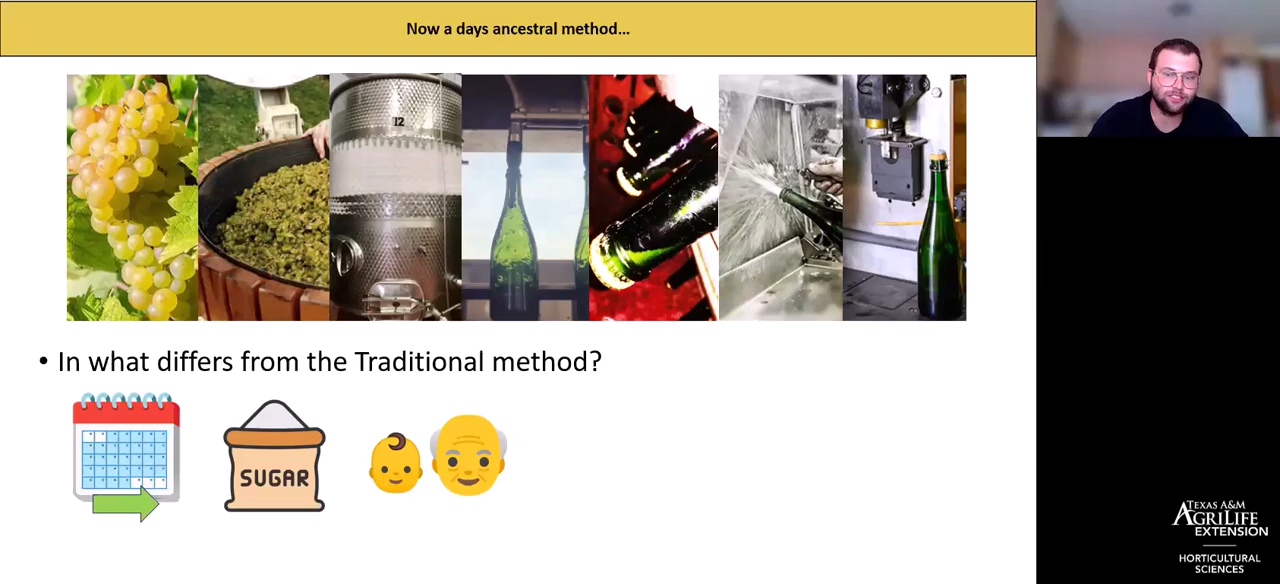 Now a days ancestral method...
12
• In what differs from the Traditional method?
SUGAR
TEXAS A&M
AGRILIFE
EXTENSION
HORTICULTURAL
SCIENCES